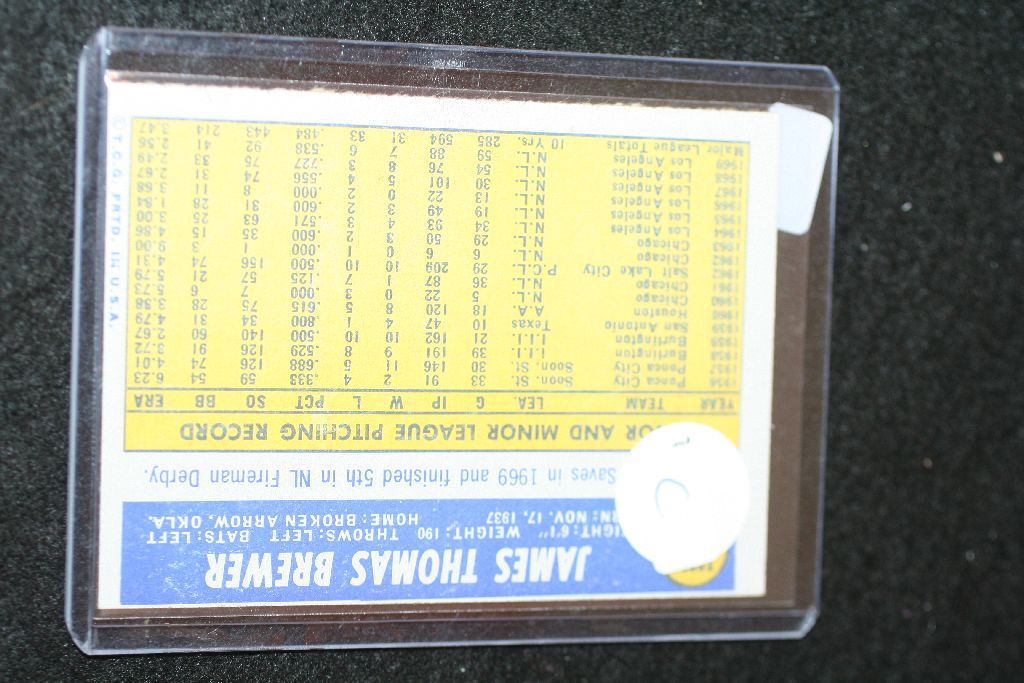 JAMES THOMAS BREWER
IGHT: 6'1" WEIGHT: 190 THROWS: LEFT BATS: LEFT
RN: NOV. 17, 1937 HOME: BROKEN ARROW, OKLA.
Saves in 1969 and finished 5th in NL Fireman Derby.
OR AND MINOR LEAGUE PITCHING RECORD
YEAR TEAM LEA. G IP W L PCT SO BB ERA
1956 Ponca City Soon. St. 33 91 2 4 .333 59 54 6.23
1957 Ponca City Soon. St. 30 146 11 5 .688 126 74 4.01
1958 Burlington I.I.I. 39 191 9 8 .529 126 91 3.72
1959 Burlington I.I.I. 21 162 10 10 .500 140 60 2.67
1959 San Antonio Texas 10 47 4 1 .800 34 31 4.79
1960 Houston A.A. 18 120 8 5 .615 75 28 3.98
1960 Chicago N.L. 5 22 0 3 .000 7 6 5.73
1961 Chicago N.L. 36 87 1 7 .125 57 21 5.79
1962 Salt Lake City P.C.L. 29 209 10 10 .500 156 74 4.31
1962 Chicago N.L. 6 6 0 1 .000 1 3 9.00
1963 Chicago N.L. 29 50 3 2 .600 35 15 4.86
1964 Los Angeles N.L. 34 93 4 3 .571 63 25 3.00
1965 Los Angeles N.L. 19 49 3 2 .600 31 28 1.84
1966 Los Angeles N.L. 13 22 0 2 .000 8 11 3.68
1967 Los Angeles N.L. 30 101 5 4 .556 74 31 2.67
1968 Los Angeles N.L. 54 76 8 3 .727 75 33 2.49
1969 Los Angeles N.L. 59 88 7 6 .538 92 41 2.56
Major League Totals 10 Yrs. 285 594 31 33 .484 443 214 3.47
© T.C.G. PRTD. IN U.S.A.